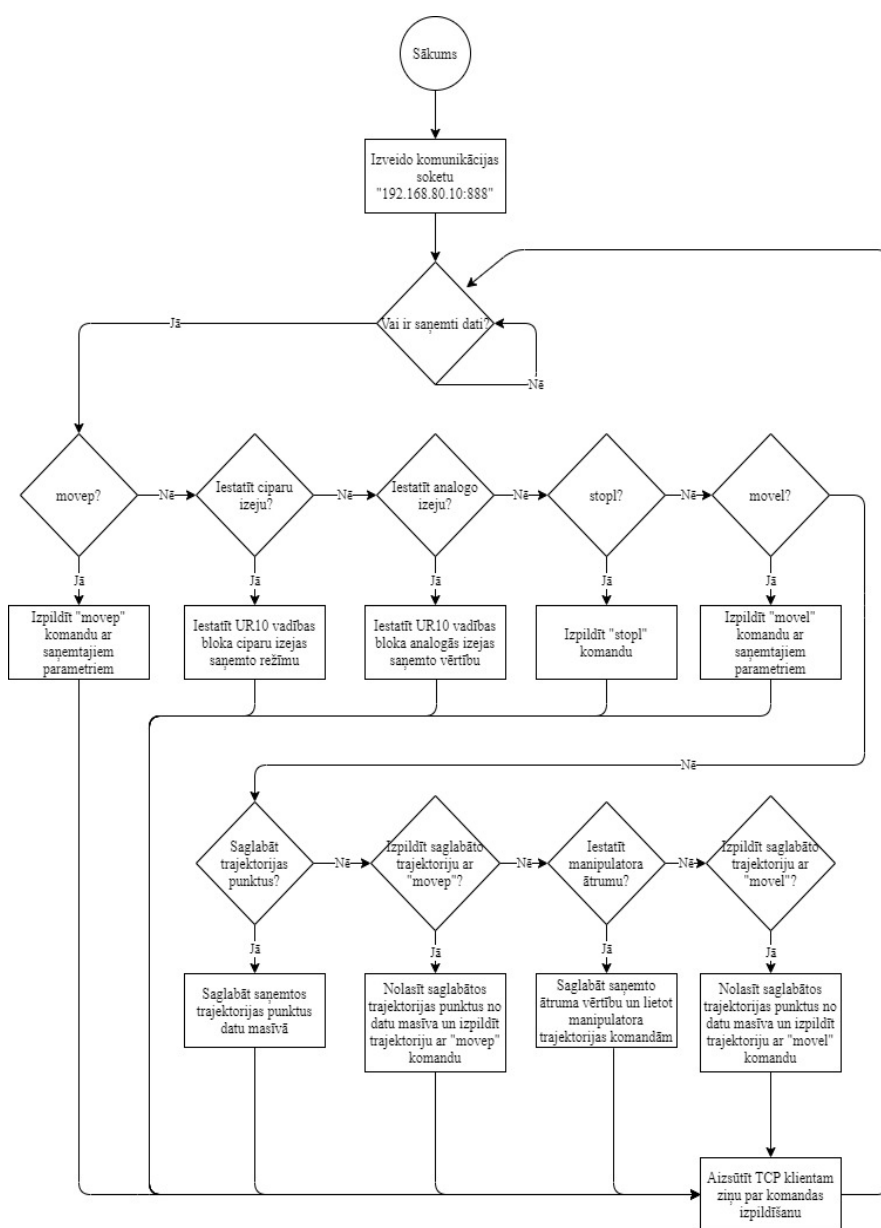 Sākums
Izveido komunikācijas
soketu
"192.168.80.10:888"
Vai ir saņemti dati?
Jā
Nē
movep?
Nē
Iestatīt ciparu
izeju?
Nē
Iestatīt analogo
izeju?
Nē
stopl?
Nē
movel?
Jā
Jā
Jā
Jā
Jā
Izpildīt "movep"
komandu ar
saņemtajiem
parametriem
Iestatīt UR10 vadības
bloka ciparu izejas
saņemto režīmu
Iestatīt UR10 vadības
bloka analogās izejas
saņemto vērtību
Izpildīt "stopl"
komandu
Izpildīt "movel"
komandu ar
saņemtajiem
parametriem
Nē
Saglabāt
trajektorijas
punktus?
Nē
Izpildīt saglabāto
trajektoriju ar
"movep"?
Nē
Iestatīt
manipulatora
ātrumu?
Nē
Izpildīt saglabāto
trajektoriju ar
"movel"?
Jā
Jā
Jā
Jā
Saglabāt saņemtos
trajektorijas punktus
datu masīvā
Nolasīt saglabātos
trajektorijas punktus no
datu masīva un izpildīt
trajektoriju ar "movep"
komandu
Saglabāt saņemto
ātruma vērtību un lietot
manipulatora
trajektorijas komandām
Nolasīt saglabātos
trajektorijas punktus no
datu masīva un izpildīt
trajektoriju ar "movel"
komandu
Aizsūtīt TCP klientam
ziņu par komandas
izpildīšanu